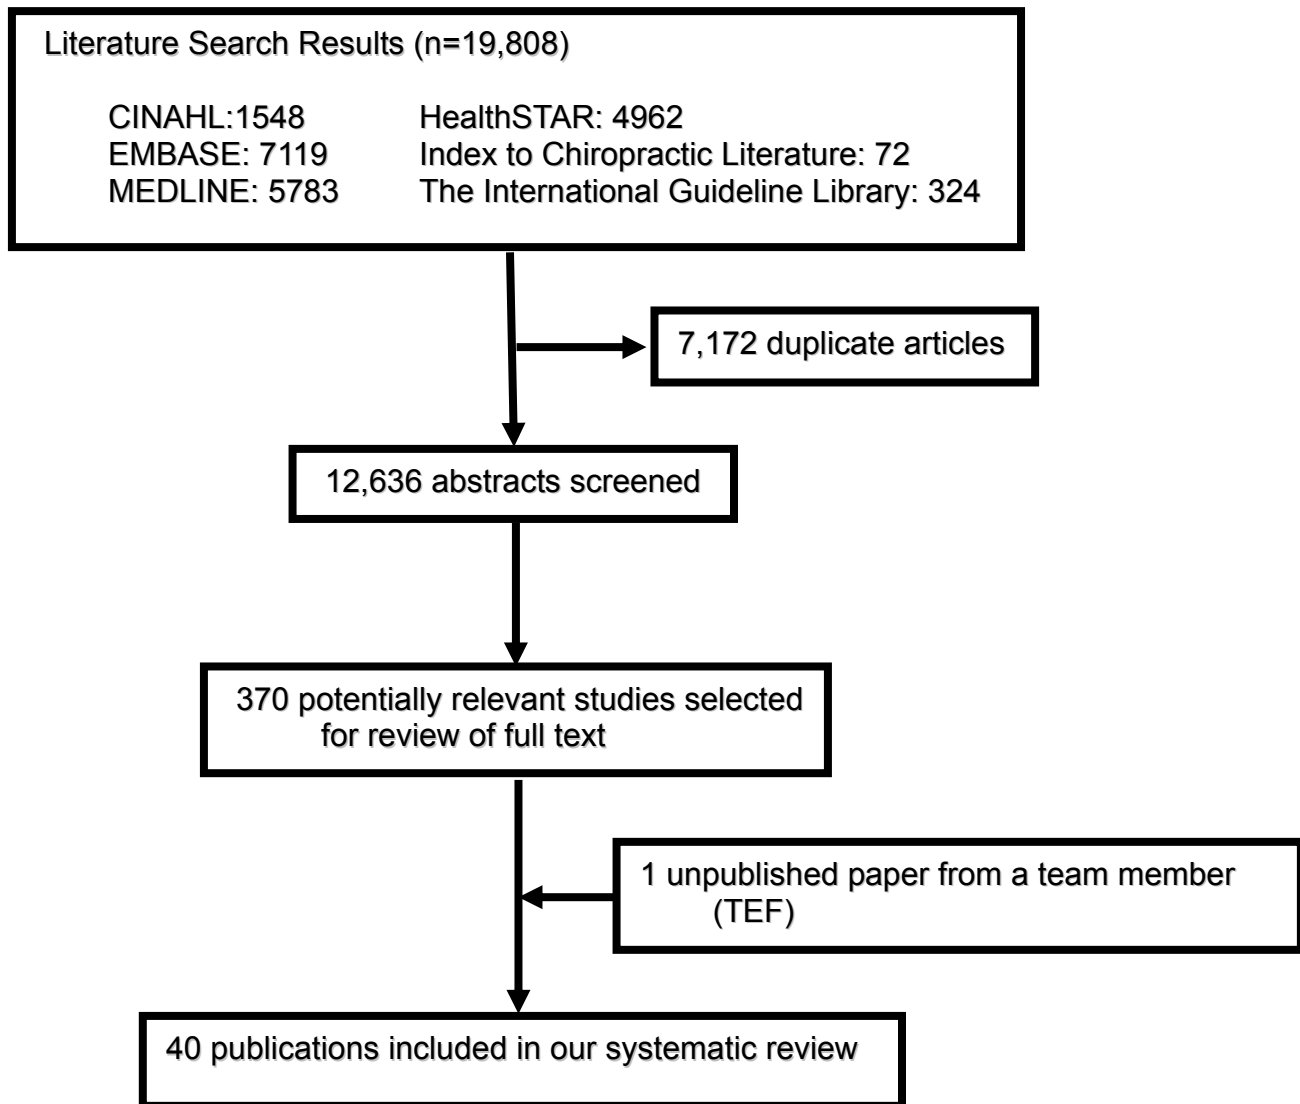 Literature Search Results (n=19,808)
CINAHL:1548 HealthSTAR: 4962
EMBASE: 7119 Index to Chiropractic Literature: 72
MEDLINE: 5783 The International Guideline Library: 324
7,172 duplicate articles
12,636 abstracts screened
370 potentially relevant studies selected
for review of full text
1 unpublished paper from a team member
(TEF)
40 publications included in our systematic review